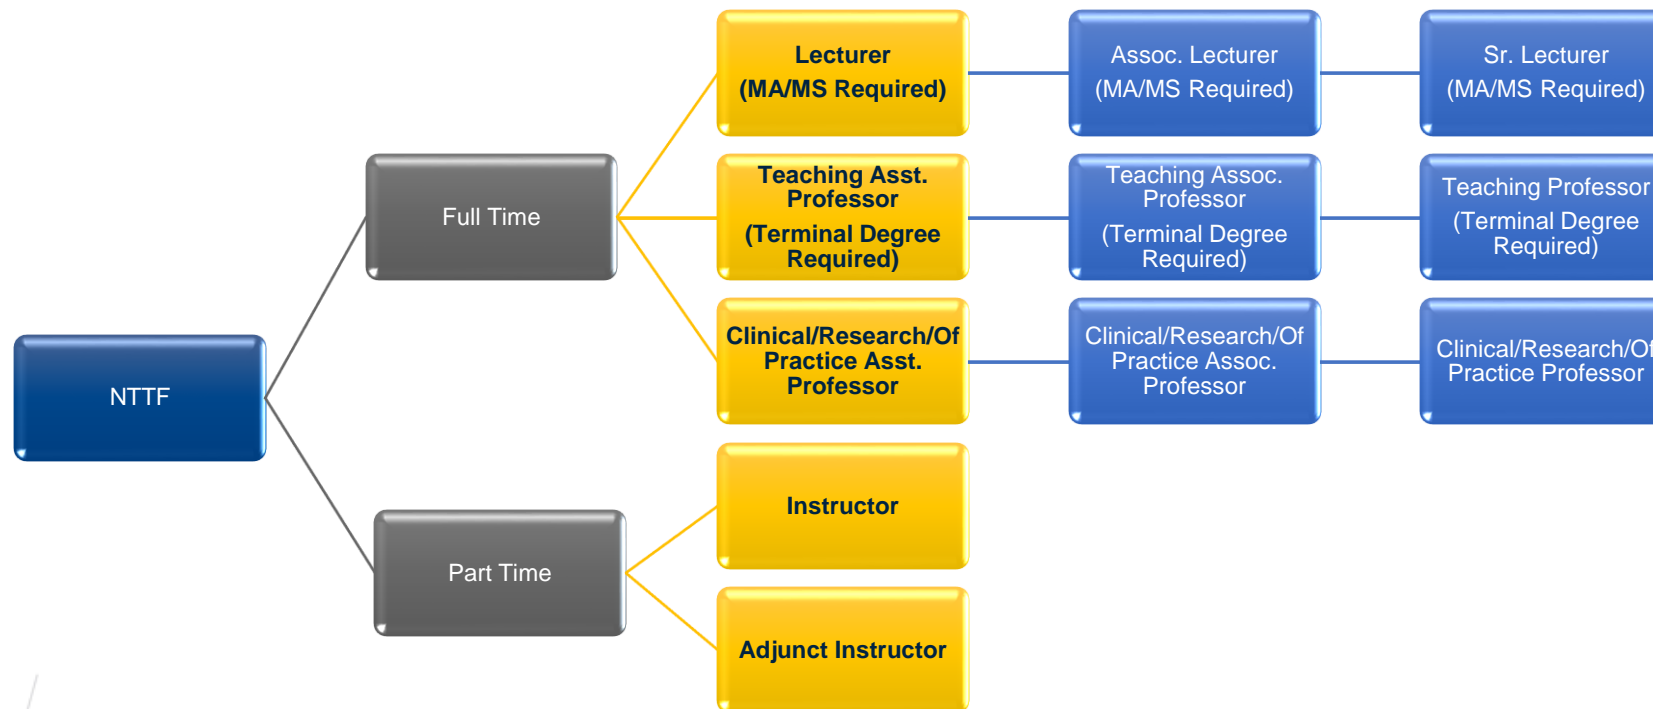 Lecturer
(MA/MS Required)
Assoc. Lecturer
(MA/MS Required)
Sr. Lecturer
(MA/MS Required)
Full Time
Teaching Asst.
Professor
(Terminal Degree
Required)
Teaching Assoc.
Professor
(Terminal Degree
Required)
Teaching Professor
(Terminal Degree
Required)
Clinical/Research/Of
Practice Asst.
Professor
Clinical/Research/Of
Practice Assoc.
Professor
Clinical/Research/Of
Practice Professor
NTTF
Part Time
Instructor
Adjunct Instructor